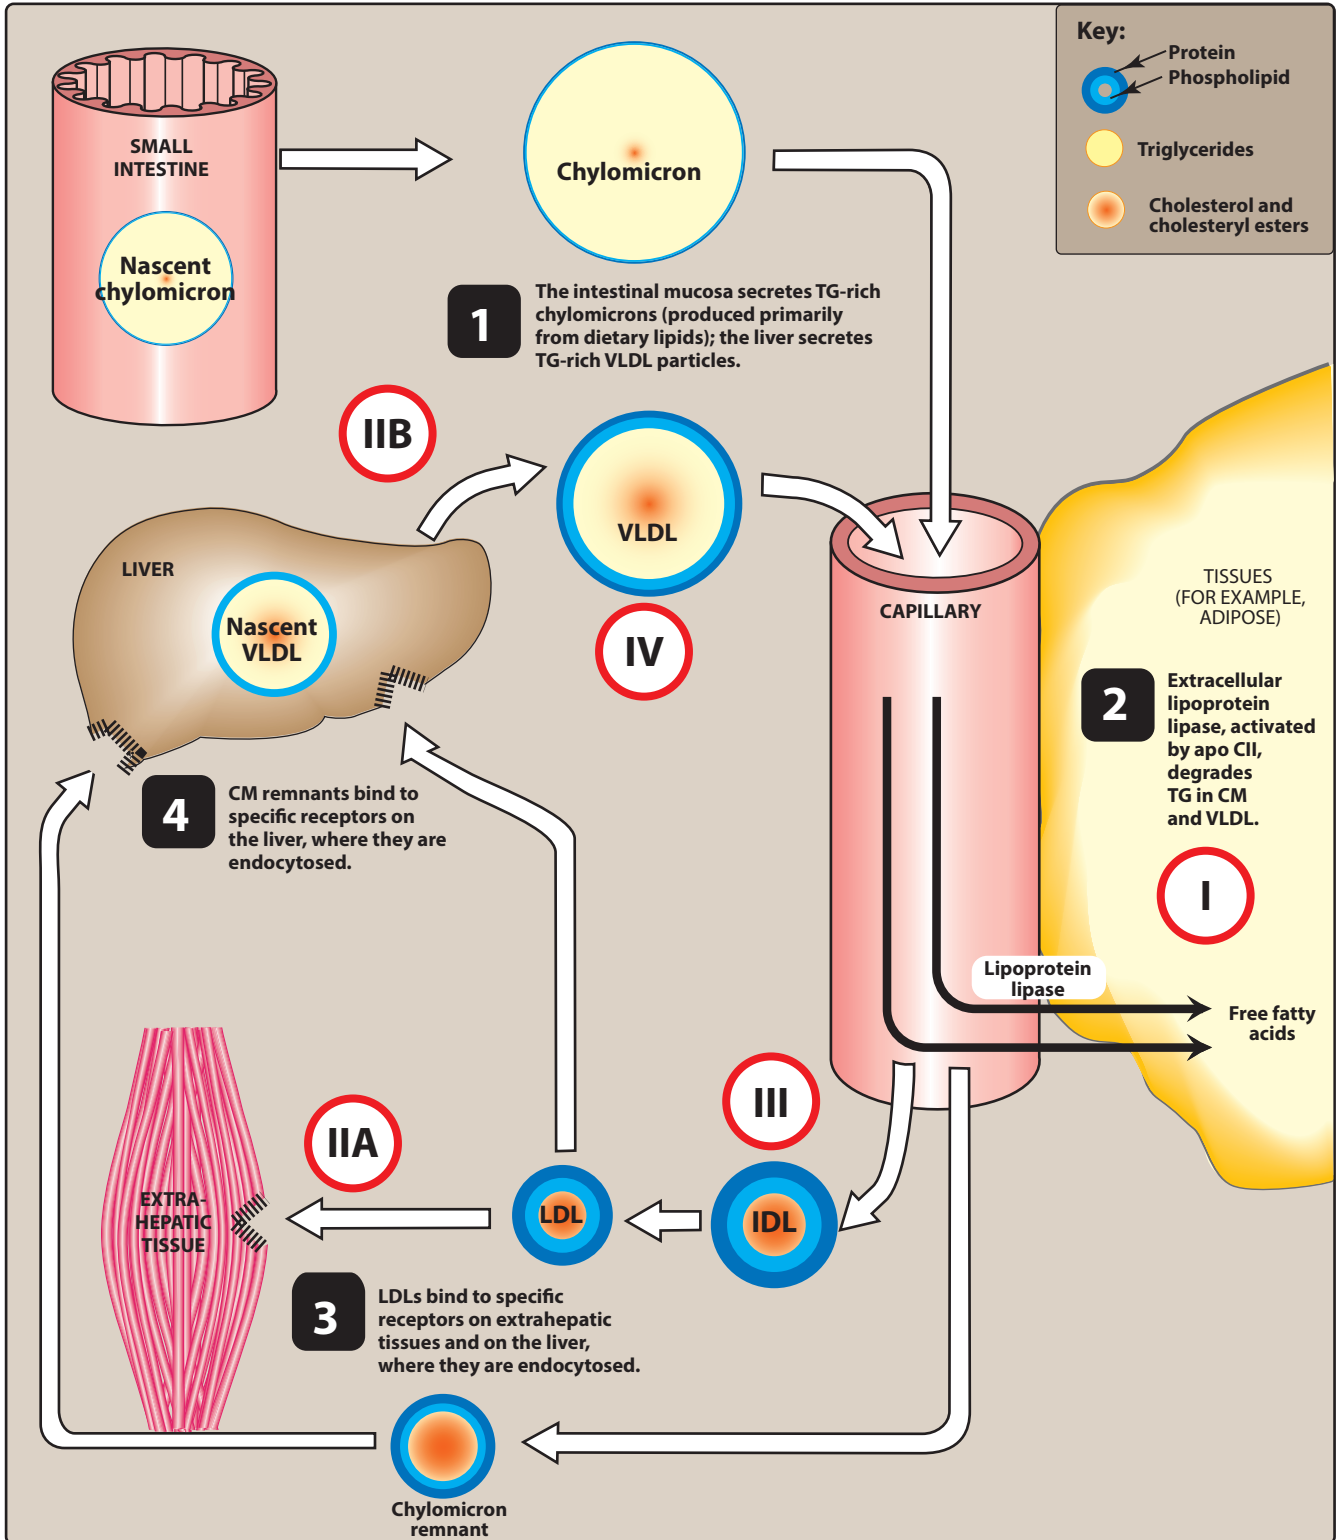 Key:
Protein
Phospholipid
Triglycerides
Cholesterol and
cholesteryl esters
SMALL
INTESTINE
Nascent
chylomicron
Chylomicron
1
The intestinal mucosa secretes TG-rich
chylomicrons (produced primarily
from dietary lipids); the liver secretes
TG-rich VLDL particles.
IIB
VLDL
IV
LIVER
Nascent
VLDL
CAPILLARY
TISSUES
(FOR EXAMPLE,
ADIPOSE)
2
Extracellular
lipoprotein
lipase, activated
by apo CII,
degrades
TG in CM
and VLDL.
I
4
CM remnants bind to
specific receptors on
the liver, where they are
endocytosed.
Lipoprotein
lipase
Free fatty
acids
III
IIA
EXTRA-
HEPATIC
TISSUE
LDL
IDL
3
LDLs bind to specific
receptors on extrahepatic
tissues and on the liver,
where they are endocytosed.
Chylomicron
remnant